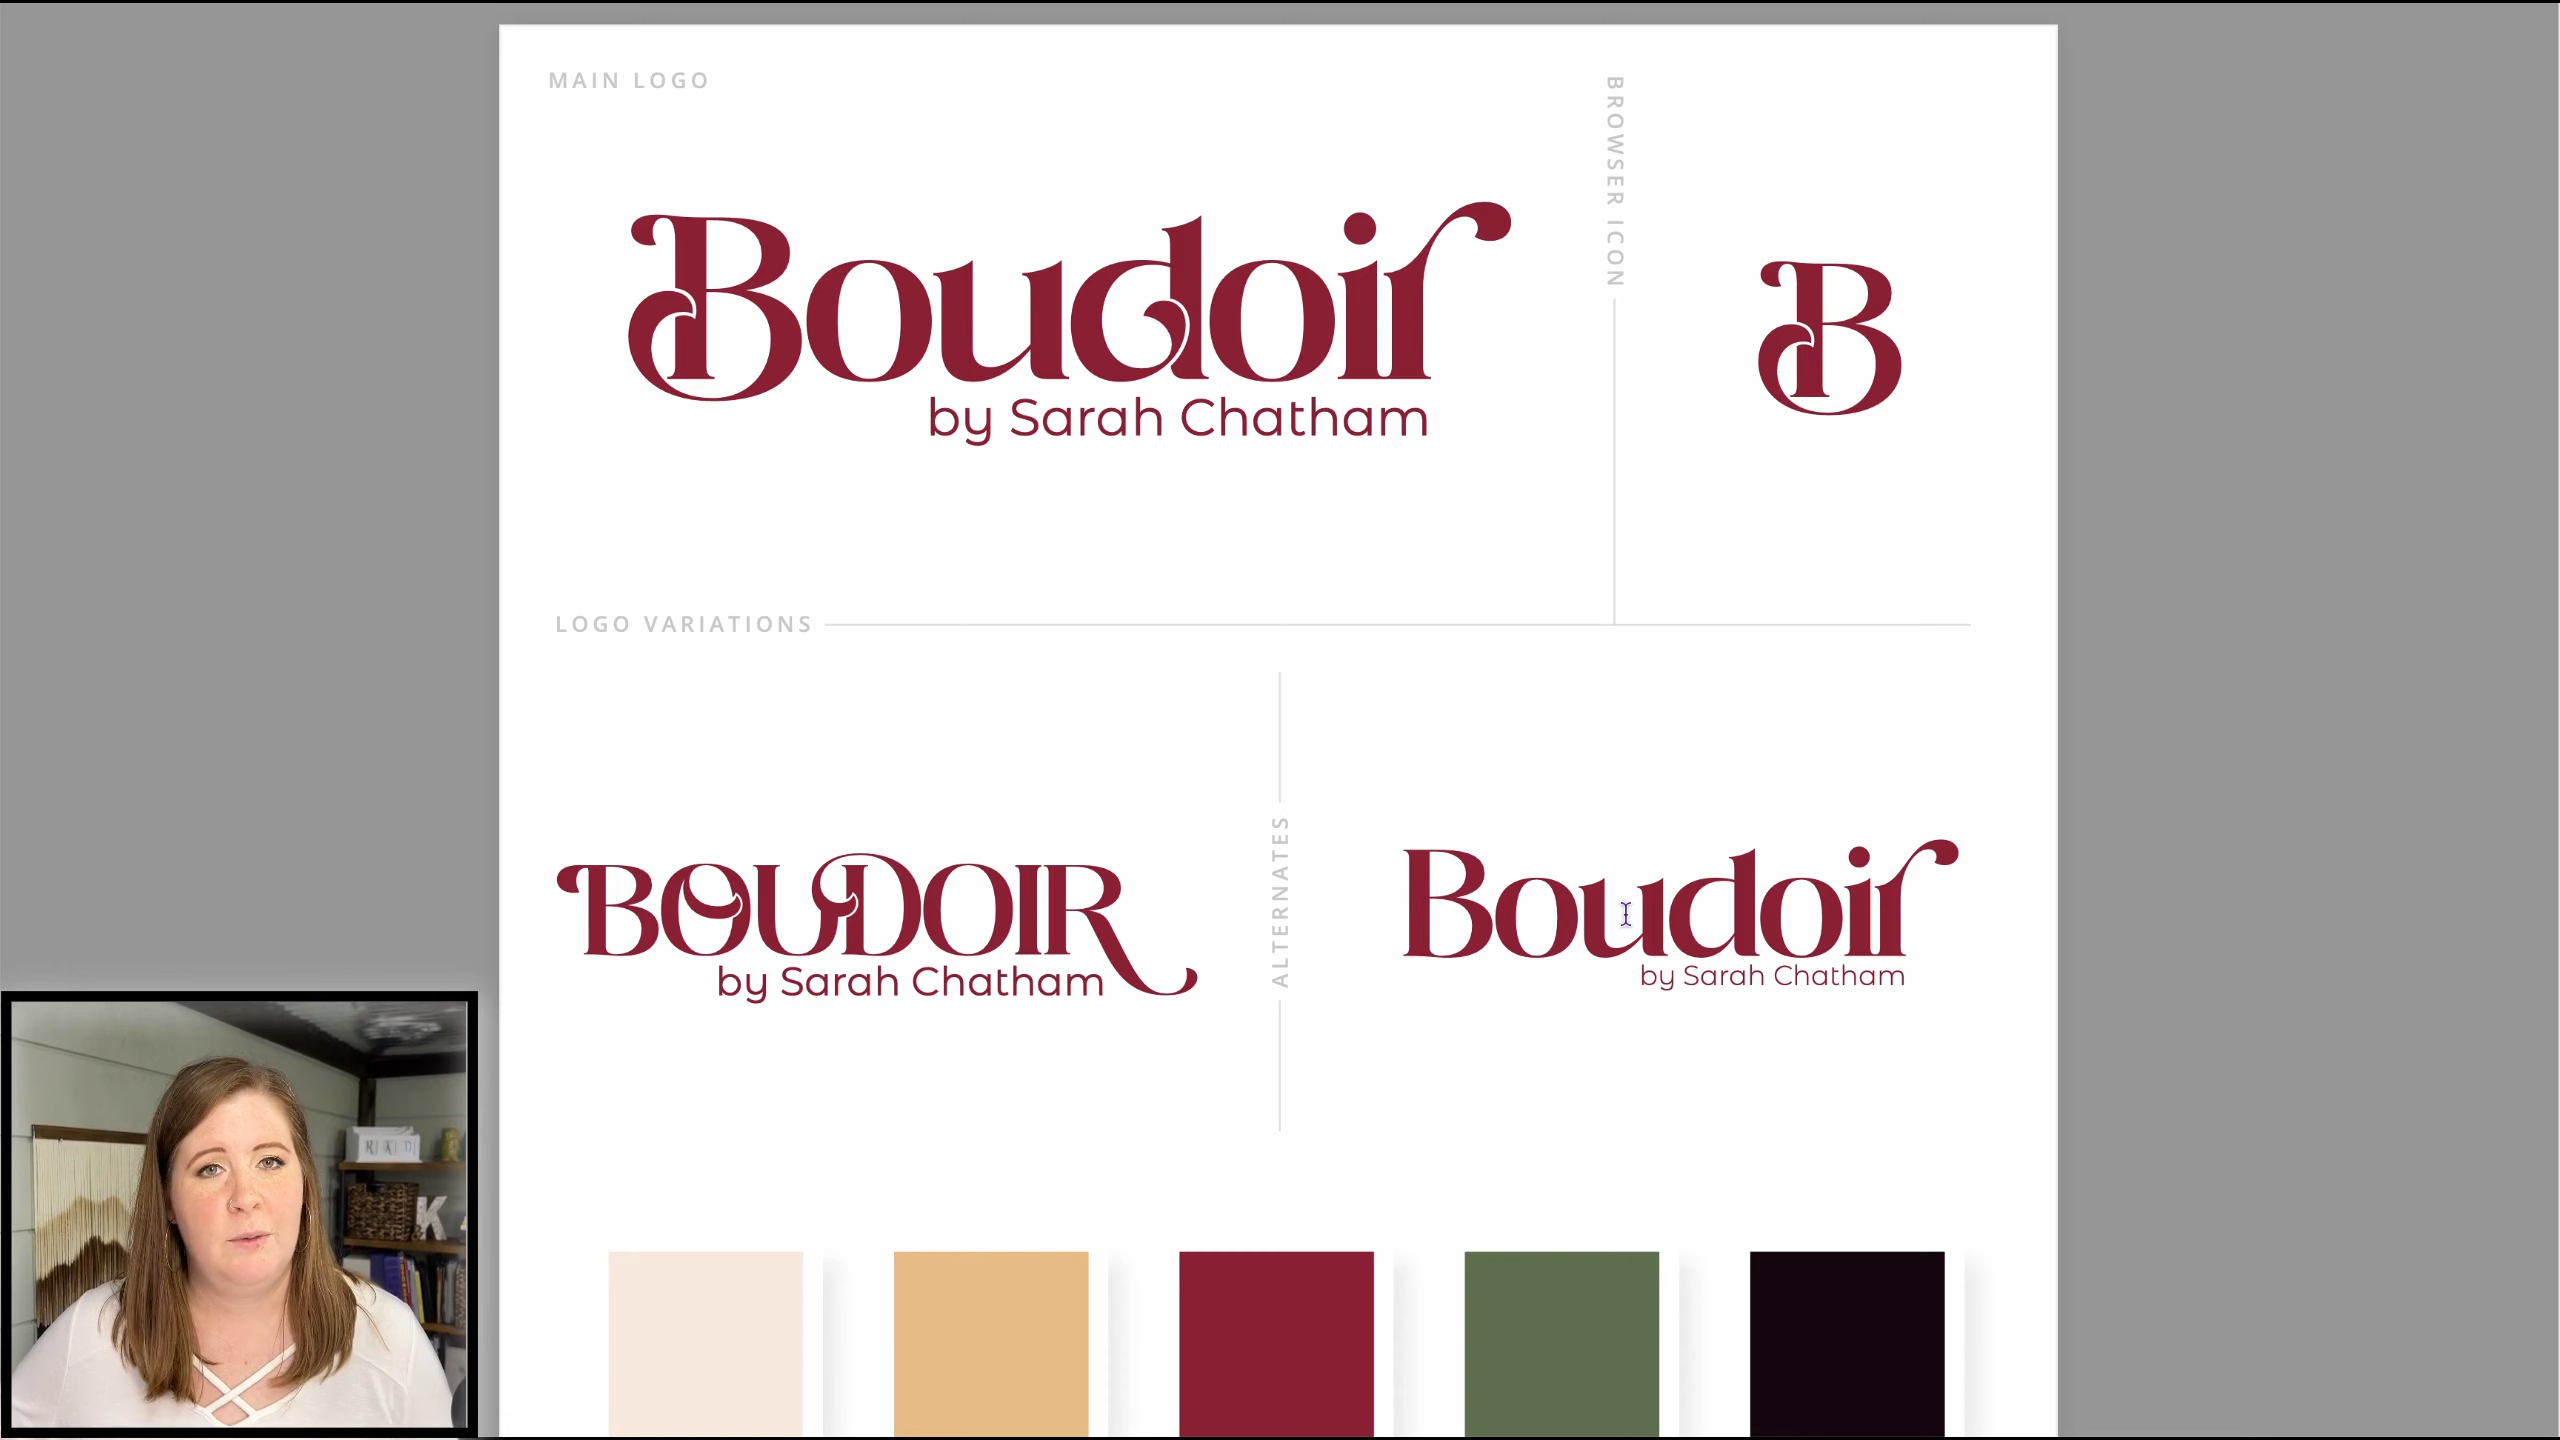 MAIN LOGO
BROWSER ICON
Boudoir
by Sarah Chatham
B
LOGO VARIATIONS
BOUDOIR
by Sarah Chatham
ALTERNATES
Boudoir
by Sarah Chatham
K